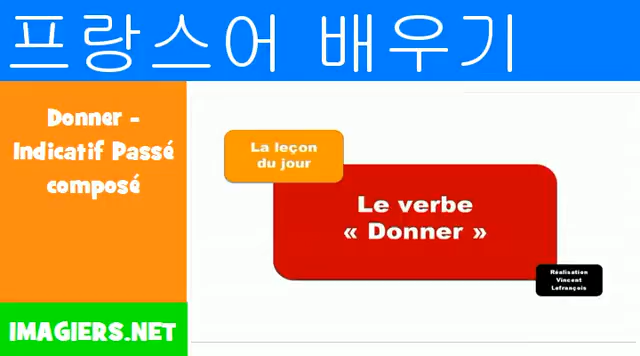 프랑스어 배우기
Donner -
Indicatif Passé
composé
La leçon
du jour
Le verbe
« Donner »
Réalisation
Vincent
Lefrançois
IMAGIERS.NET